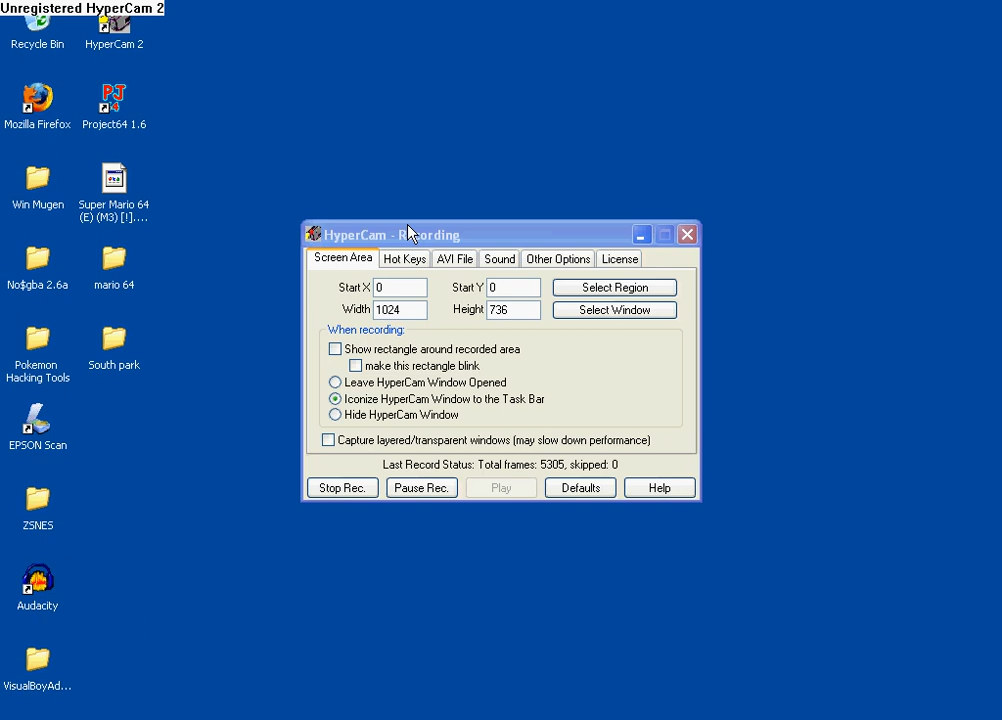 Unregistered HyperCam 2
Recycle Bin
HyperCam 2
Mozilla Firefox
Project64 1.6
Win Mugen
Super Mario 64
(E) (M3) [!]....
No$gba 2.6a
mario 64
Pokemon
Hacking Tools
South park
EPSON Scan
ZSNES
Audacity
VisualBoyAd...
HyperCam - Recording
Screen Area
Hot Keys
AVI File
Sound
Other Options
License
Start X 0
Start Y 0
Select Region
Width 1024
Height 736
Select Window
When recording:
Show rectangle around recorded area
make this rectangle blink
Leave HyperCam Window Opened
Iconize HyperCam Window to the Task Bar
Hide HyperCam Window
Capture layered/transparent windows (may slow down performance)
Last Record Status: Total frames: 5305, skipped: 0
Stop Rec.
Pause Rec.
Play
Defaults
Help